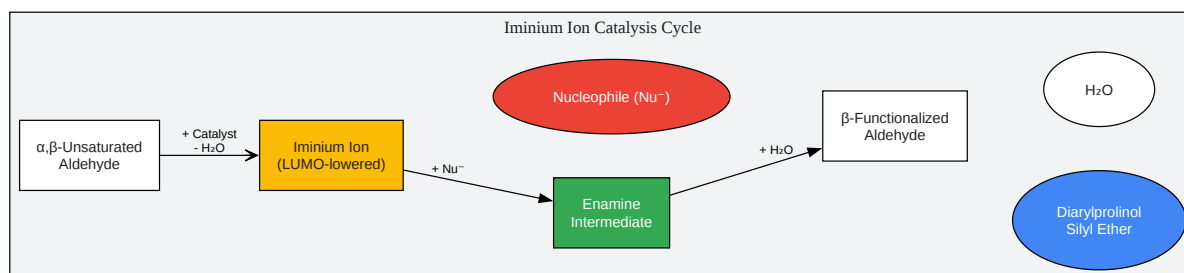 Iminium Ion Catalysis Cycle
α,β-Unsaturated
Aldehyde
+ Catalyst
- H₂O
Iminium Ion
(LUMO-lowered)
+ Nu⁻
Nucleophile (Nu⁻)
Enamine
Intermediate
+ H₂O
β-Functionalized
Aldehyde
H₂O
Diarylprolinol
Silyl Ether